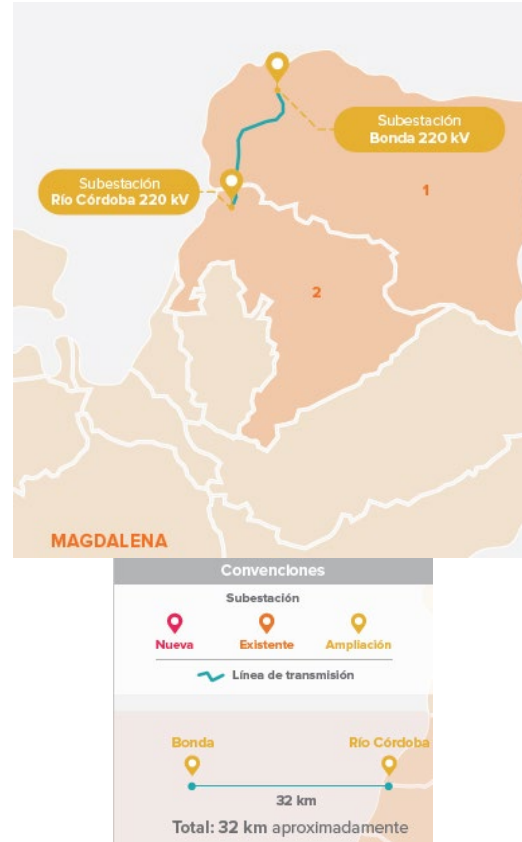 Subestación
Bonda 220 kV
Subestación
Río Córdoba 220 kV
1
2
MAGDALENA
Convenciones
Subestación
Nueva Existente Ampliación
Línea de transmisión
Bonda Río Córdoba
32 km
Total: 32 km aproximadamente